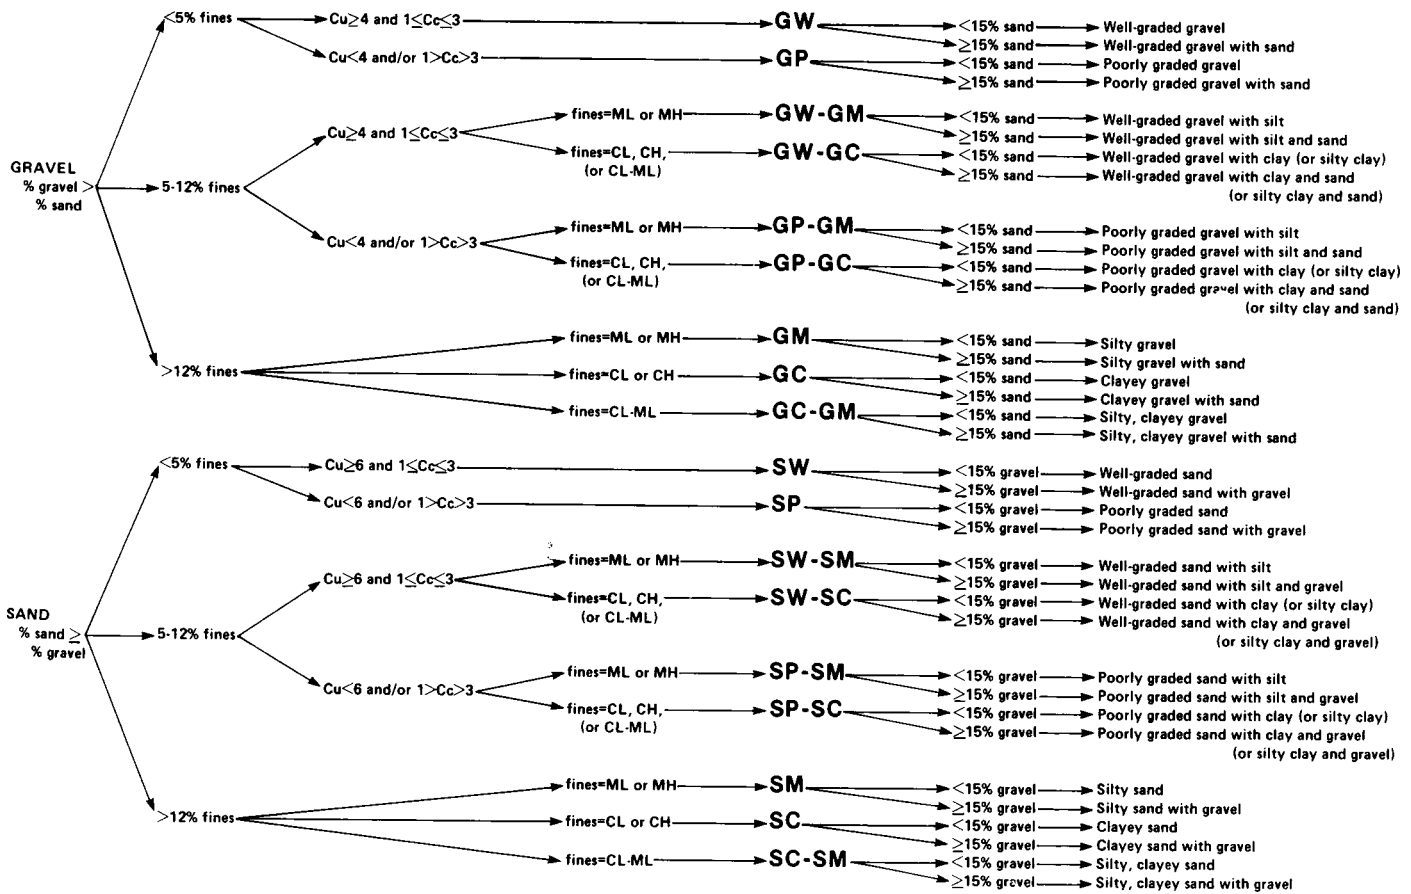 <5% fines Cu≥4 and 1≤Cc≤3 GW <15% sand Well-graded gravel
≥15% sand Well-graded gravel with sand
Cu<4 and/or 1>Cc>3 GP <15% sand Poorly graded gravel
≥15% sand Poorly graded gravel with sand
GRAVEL
% gravel >
% sand
5-12% fines Cu≥4 and 1≤Cc≤3 fines=ML or MH GW-GM <15% sand Well-graded gravel with silt
≥15% sand Well-graded gravel with silt and sand
fines=CL, CH, GW-GC <15% sand Well-graded gravel with clay (or silty clay)
(or CL-ML) ≥15% sand Well-graded gravel with clay and sand
(or silty clay and sand)
Cu<4 and/or 1>Cc>3 fines=ML or MH GP-GM <15% sand Poorly graded gravel with silt
≥15% sand Poorly graded gravel with silt and sand
fines=CL, CH, GP-GC <15% sand Poorly graded gravel with clay (or silty clay)
(or CL-ML) ≥15% sand Poorly graded gravel with clay and sand
(or silty clay and sand)
>12% fines fines=ML or MH GM <15% sand Silty gravel
≥15% sand Silty gravel with sand
fines=CL or CH GC <15% sand Clayey gravel
≥15% sand Clayey gravel with sand
fines=CL-ML GC-GM <15% sand Silty, clayey gravel
≥15% sand Silty, clayey gravel with sand
<5% fines Cu≥6 and 1≤Cc≤3 SW <15% gravel Well-graded sand
≥15% gravel Well-graded sand with gravel
Cu<6 and/or 1>Cc>3 SP <15% gravel Poorly graded sand
≥15% gravel Poorly graded sand with gravel
SAND
% sand ≥
% gravel
5-12% fines Cu≥6 and 1≤Cc≤3 fines=ML or MH SW-SM <15% gravel Well-graded sand with silt
≥15% gravel Well-graded sand with silt and gravel
fines=CL, CH, SW-SC <15% gravel Well-graded sand with clay (or silty clay)
(or CL-ML) ≥15% gravel Well-graded sand with clay and gravel
(or silty clay and gravel)
Cu<6 and/or 1>Cc>3 fines=ML or MH SP-SM <15% gravel Poorly graded sand with silt
≥15% gravel Poorly graded sand with silt and gravel
fines=CL, CH, SP-SC <15% gravel Poorly graded sand with clay (or silty clay)
(or CL-ML) ≥15% gravel Poorly graded sand with clay and gravel
(or silty clay and gravel)
>12% fines fines=ML or MH SM <15% gravel Silty sand
≥15% gravel Silty sand with gravel
fines=CL or CH SC <15% gravel Clayey sand
≥15% gravel Clayey sand with gravel
fines=CL-ML SC-SM <15% gravel Silty, clayey sand
≥15% gravel Silty, clayey sand with gravel